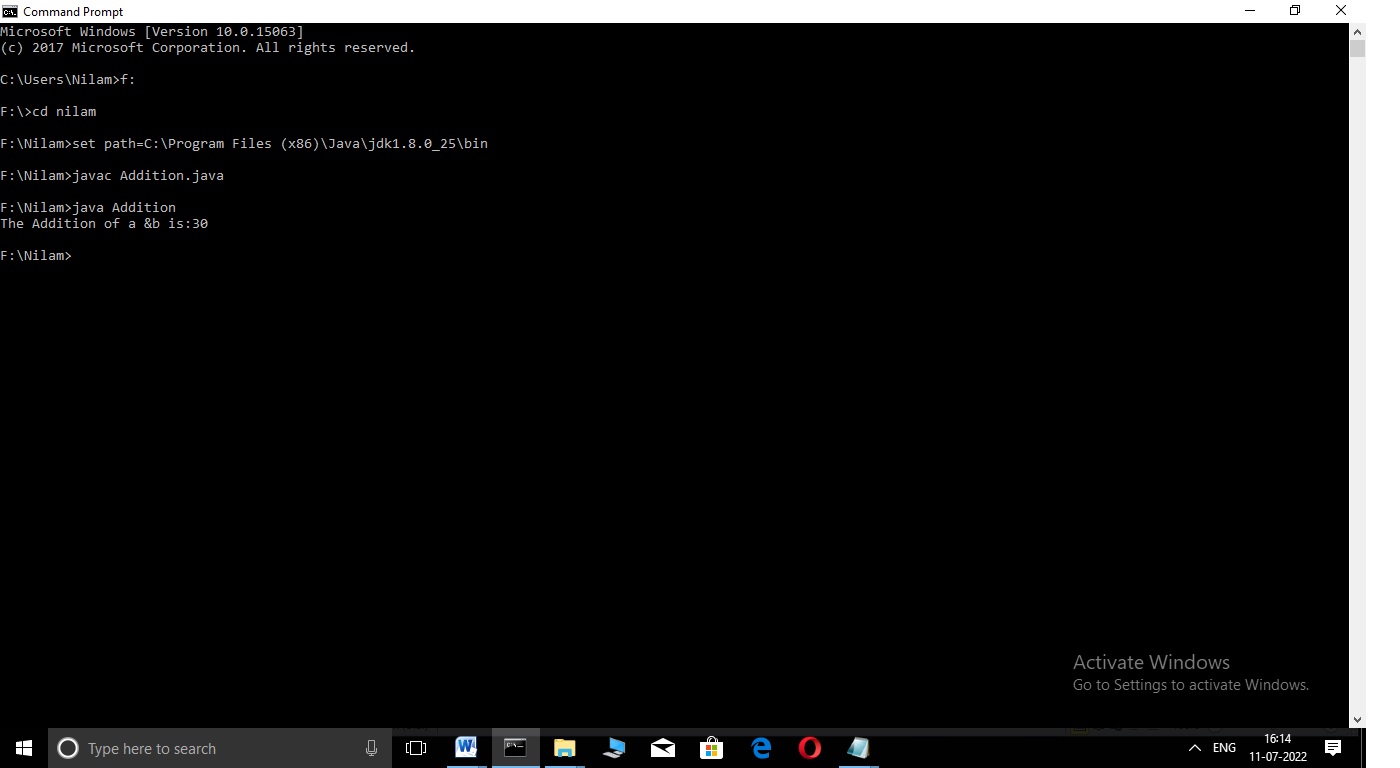 Command Prompt
Microsoft Windows [Version 10.0.15063]
(c) 2017 Microsoft Corporation. All rights reserved.
C:\Users\Nilam>f:
F:\>cd nilam
F:\Nilam>set path=C:\Program Files (x86)\Java\jdk1.8.0_25\bin
F:\Nilam>javac Addition.java
F:\Nilam>java Addition
The Addition of a &b is:30
F:\Nilam>
Activate Windows
Go to Settings to activate Windows.
Type here to search
ENG
16:14
11-07-2022